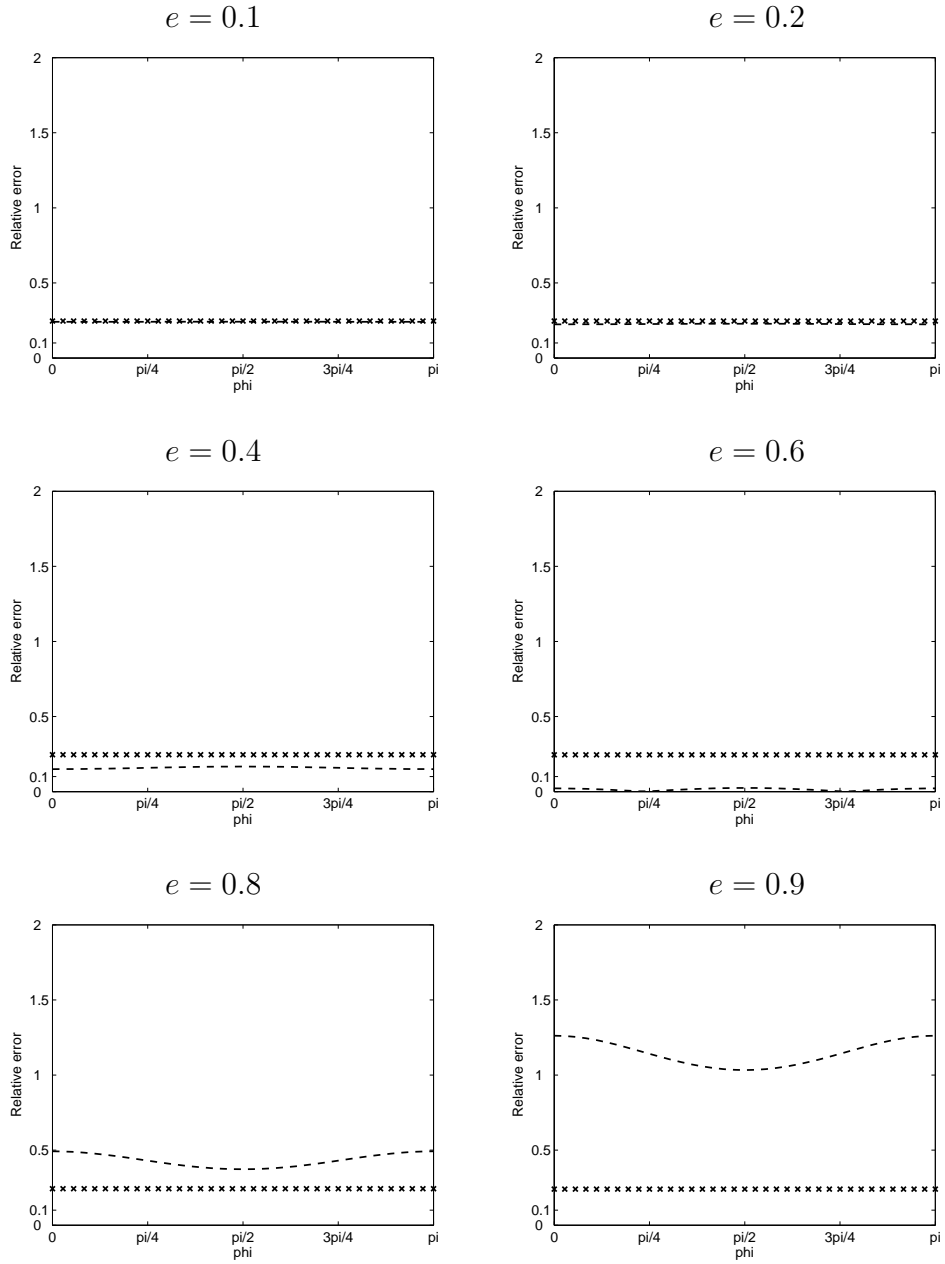 e = 0.1
2
1.5
1
0.5
0.1
0
Relative error
0 pi/4 pi/2 3pi/4 pi
phi
e = 0.2
2
1.5
1
0.5
0.1
0
Relative error
0 pi/4 pi/2 3pi/4 pi
phi
e = 0.4
2
1.5
1
0.5
0.1
0
Relative error
0 pi/4 pi/2 3pi/4 pi
phi
e = 0.6
2
1.5
1
0.5
0.1
0
Relative error
0 pi/4 pi/2 3pi/4 pi
phi
e = 0.8
2
1.5
1
0.5
0.1
0
Relative error
0 pi/4 pi/2 3pi/4 pi
phi
e = 0.9
2
1.5
1
0.5
0.1
0
Relative error
0 pi/4 pi/2 3pi/4 pi
phi